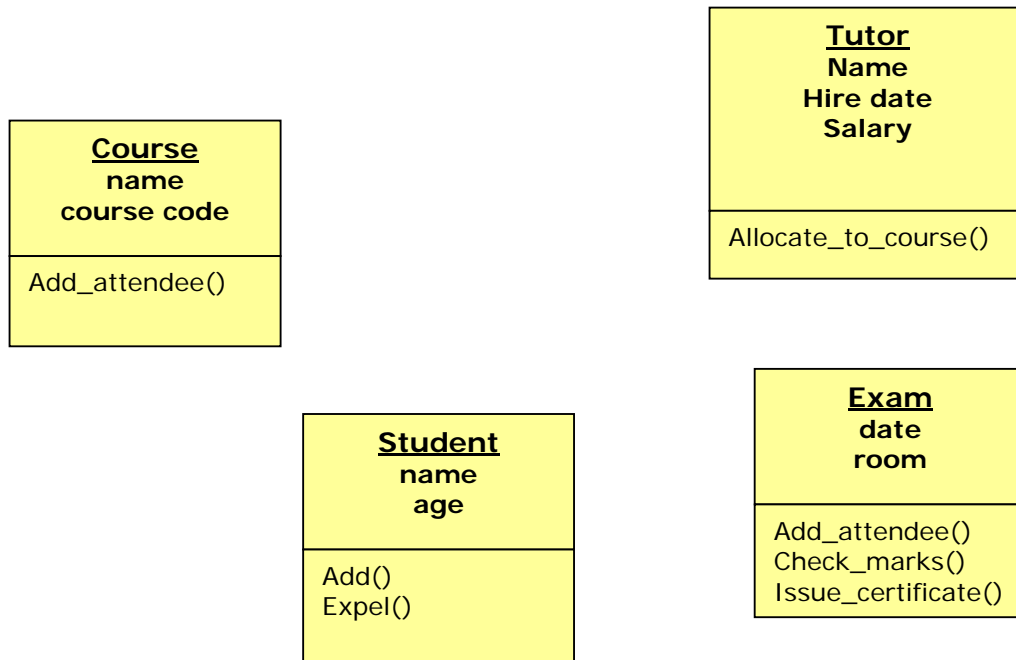 Course
name
course code
Add_attendee()
Tutor
Name
Hire date
Salary
Allocate_to_course()
Student
name
age
Add()
Expel()
Exam
date
room
Add_attendee()
Check_marks()
Issue_certificate()